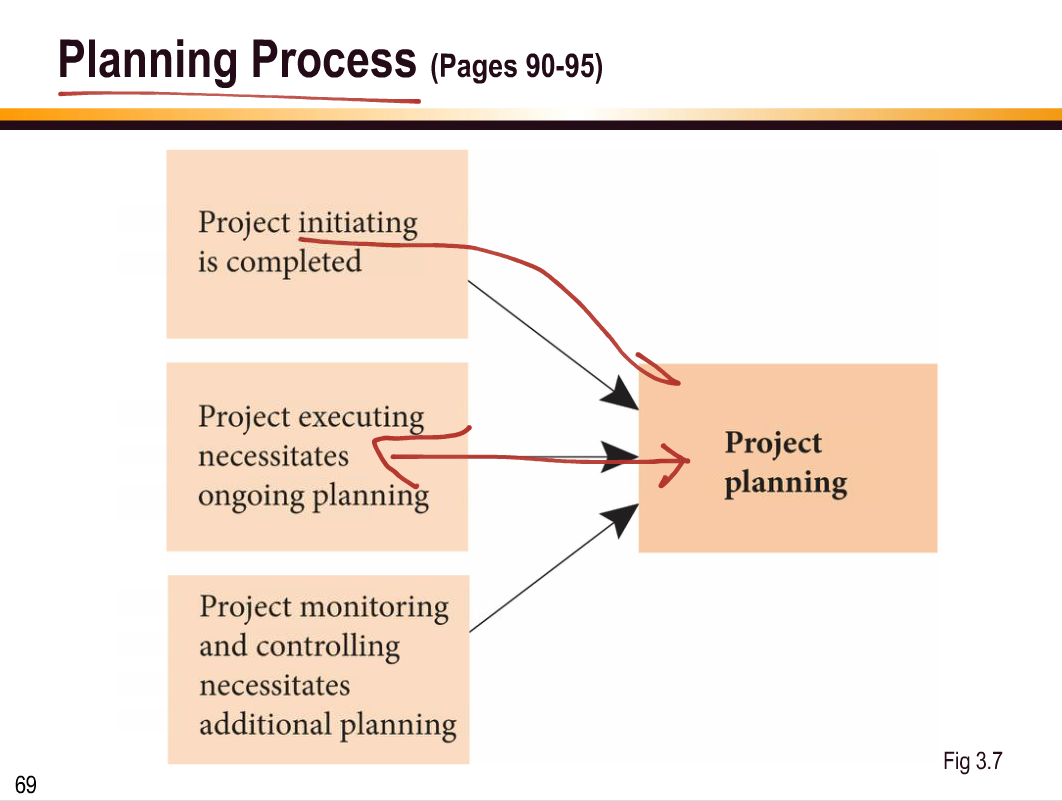 Planning Process (Pages 90-95)
Project initiating
is completed
Project executing
necessitates
ongoing planning
Project monitoring
and controlling
necessitates
additional planning
Project
planning
Fig 3.7
69